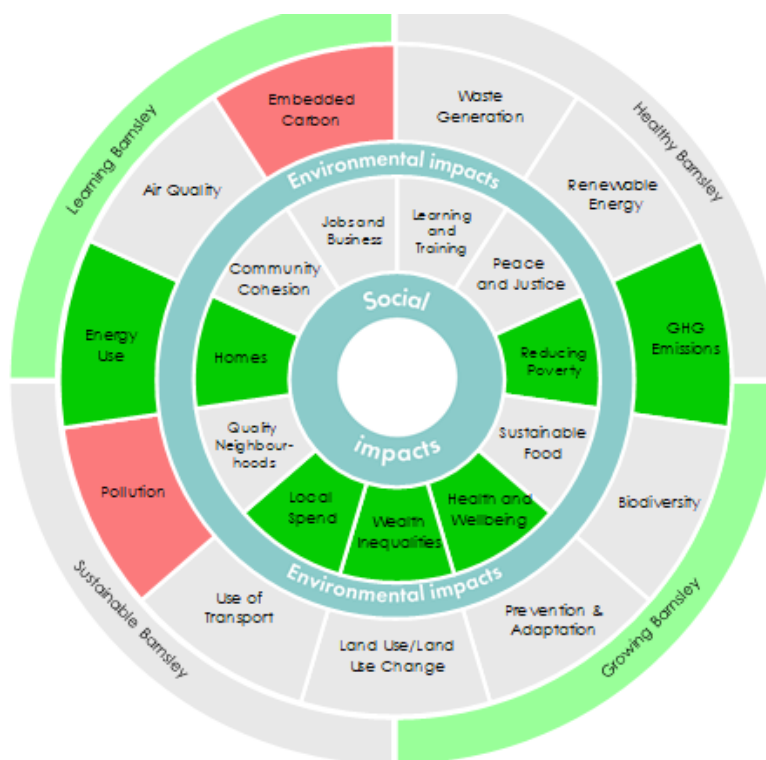 Learning Barnsley
Healthy Barnsley
Embedded
Carbon
Waste
Generation
Renewable
Energy
GHG
Emissions
Biodiversity
Prevention &
Adaptation
Land Use/Land
Use Change
Use of
Transport
Pollution
Energy
Use
Air Quality
Environmental impacts
Jobs and
Business
Learning
and
Training
Peace
and Justice
Reducing
Poverty
Sustainable
Food
Health and
Wellbeing
Wealth
Inequalities
Local
Spend
Quality
Neighbour-
hoods
Homes
Community
Cohesion
Social
impacts
Environmental impacts
Sustainable Barnsley
Growing Barnsley